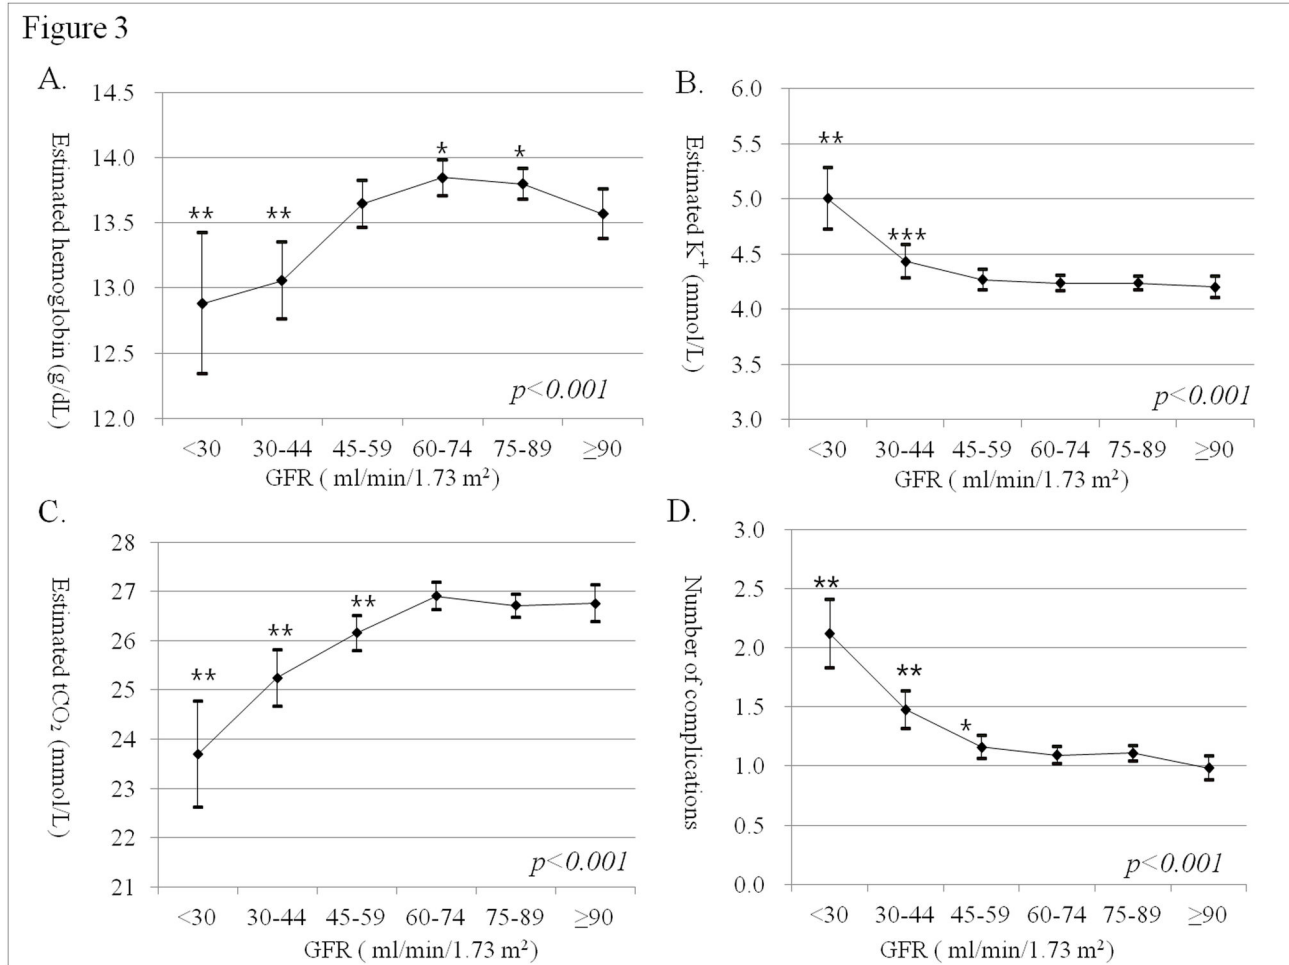 Figure 3
A.
Estimated hemoglobin (g/dL)
14.5
14.0
13.5
13.0
12.5
12.0
**
**
*
*
p<0.001
<30 30-44 45-59 60-74 75-89 ≥90
GFR ( ml/min/1.73 m²)
B.
Estimated K⁺ (mmol/L)
6.0
5.5
5.0
4.5
4.0
3.5
3.0
**
***
p<0.001
<30 30-44 45-59 60-74 75-89 ≥90
GFR ( ml/min/1.73 m²)
C.
Estimated tCO₂ (mmol/L)
28
27
26
25
24
23
22
21
**
**
**
p<0.001
<30 30-44 45-59 60-74 75-89 ≥90
GFR ( ml/min/1.73 m²)
D.
Number of complications
3.0
2.5
2.0
1.5
1.0
0.5
0.0
**
**
*
p<0.001
<30 30-44 45-59 60-74 75-89 ≥90
GFR ( ml/min/1.73 m²)